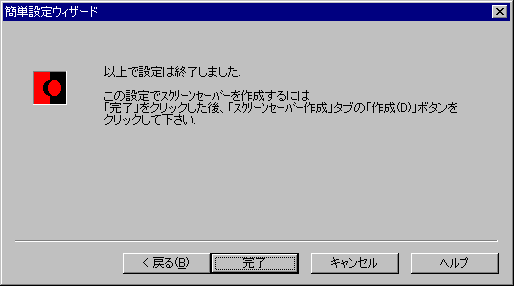 簡単設定ウィザード
以上で設定は終了しました.
この設定でｽｸﾘｰﾝｾｰﾊﾞｰを作成するには
「完了」をクリックした後、「ｽｸﾘｰﾝｾｰﾊﾞｰ作成」タブの「作成(D)」ボタンを
クリックして下さい.
< 戻る(B)
完了
キャンセル
ヘルプ